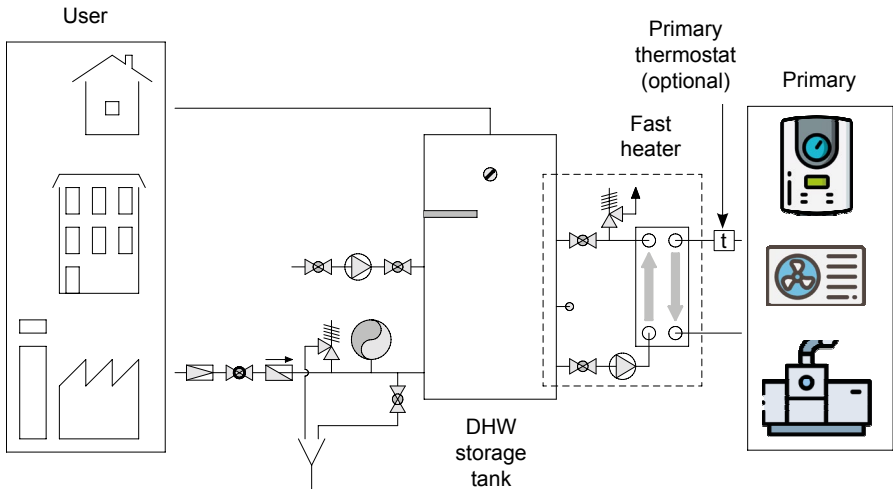 User
Primary
thermostat
(optional)
Primary
Fast
heater
t
DHW
storage
tank